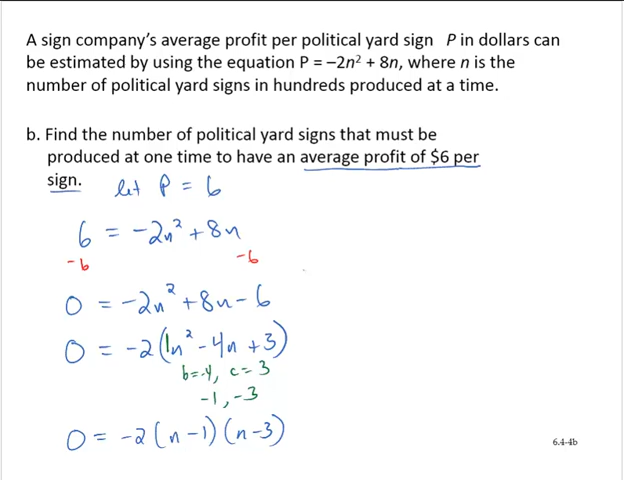 A sign company's average profit per political yard sign P in dollars can
be estimated by using the equation P = –2n² + 8n, where n is the
number of political yard signs in hundreds produced at a time.
b. Find the number of political yard signs that must be
produced at one time to have an average profit of $6 per
sign. let P = 6
6 = -2n² + 8n
-6 -6
0 = -2n² + 8n - 6
0 = -2(1n² - 4n + 3)
b=-4, c=3
-1, -3
0 = -2(n-1)(n-3)
6.4-4b